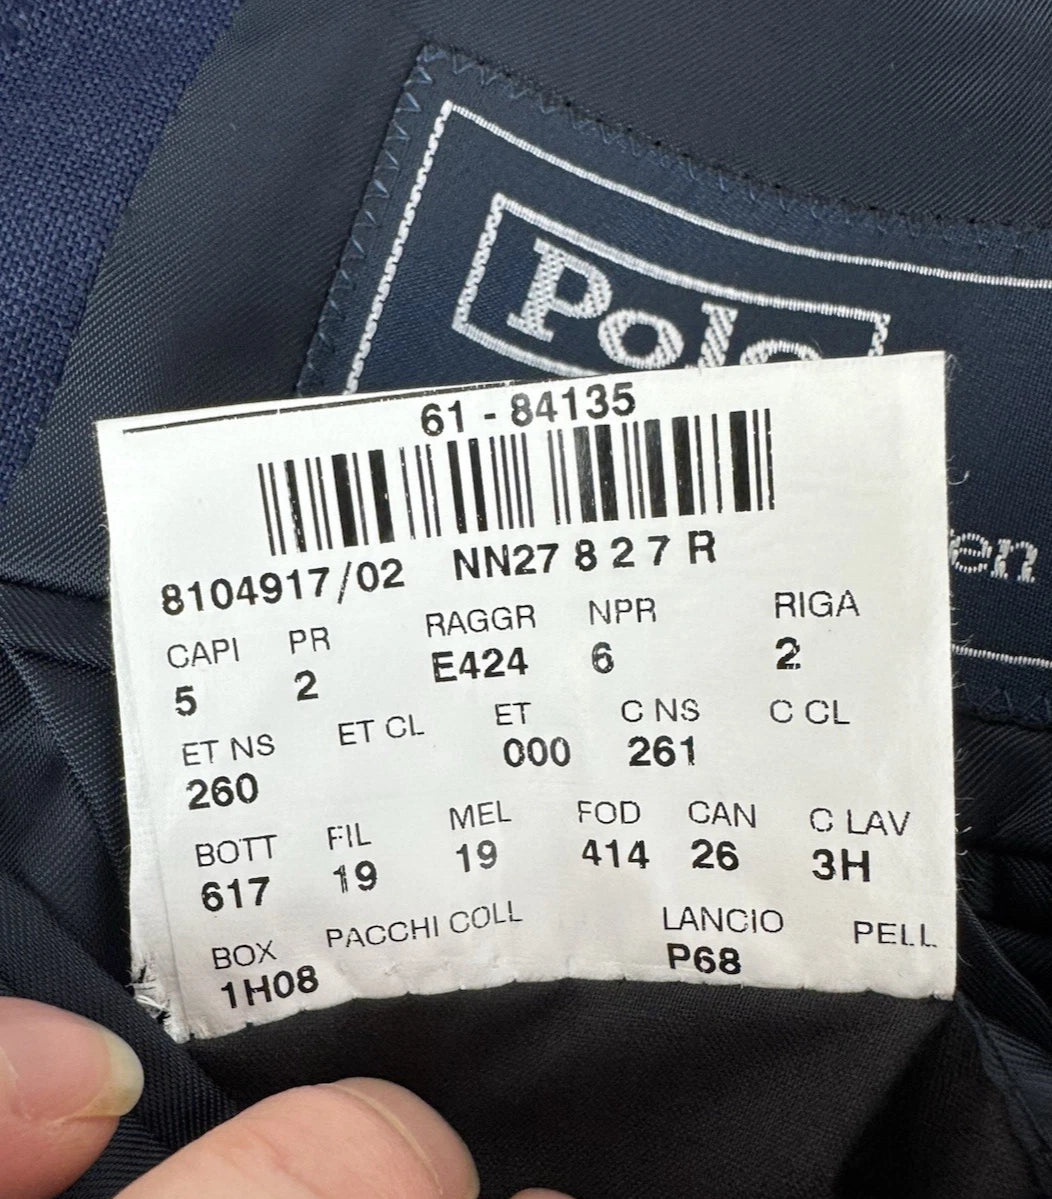 Polo
61 - 84135
8104917/02 NN27 8 2 7 R
en
CAPI PR RAGGR NPR RIGA
5 2 E424 6 2
ET NS ET CL ET C NS C CL
260 000 261
BOTT FIL MEL FOD CAN C LAV
617 19 19 414 26 3H
BOX PACCHI COLL LANCIO PELL
1H08 P68